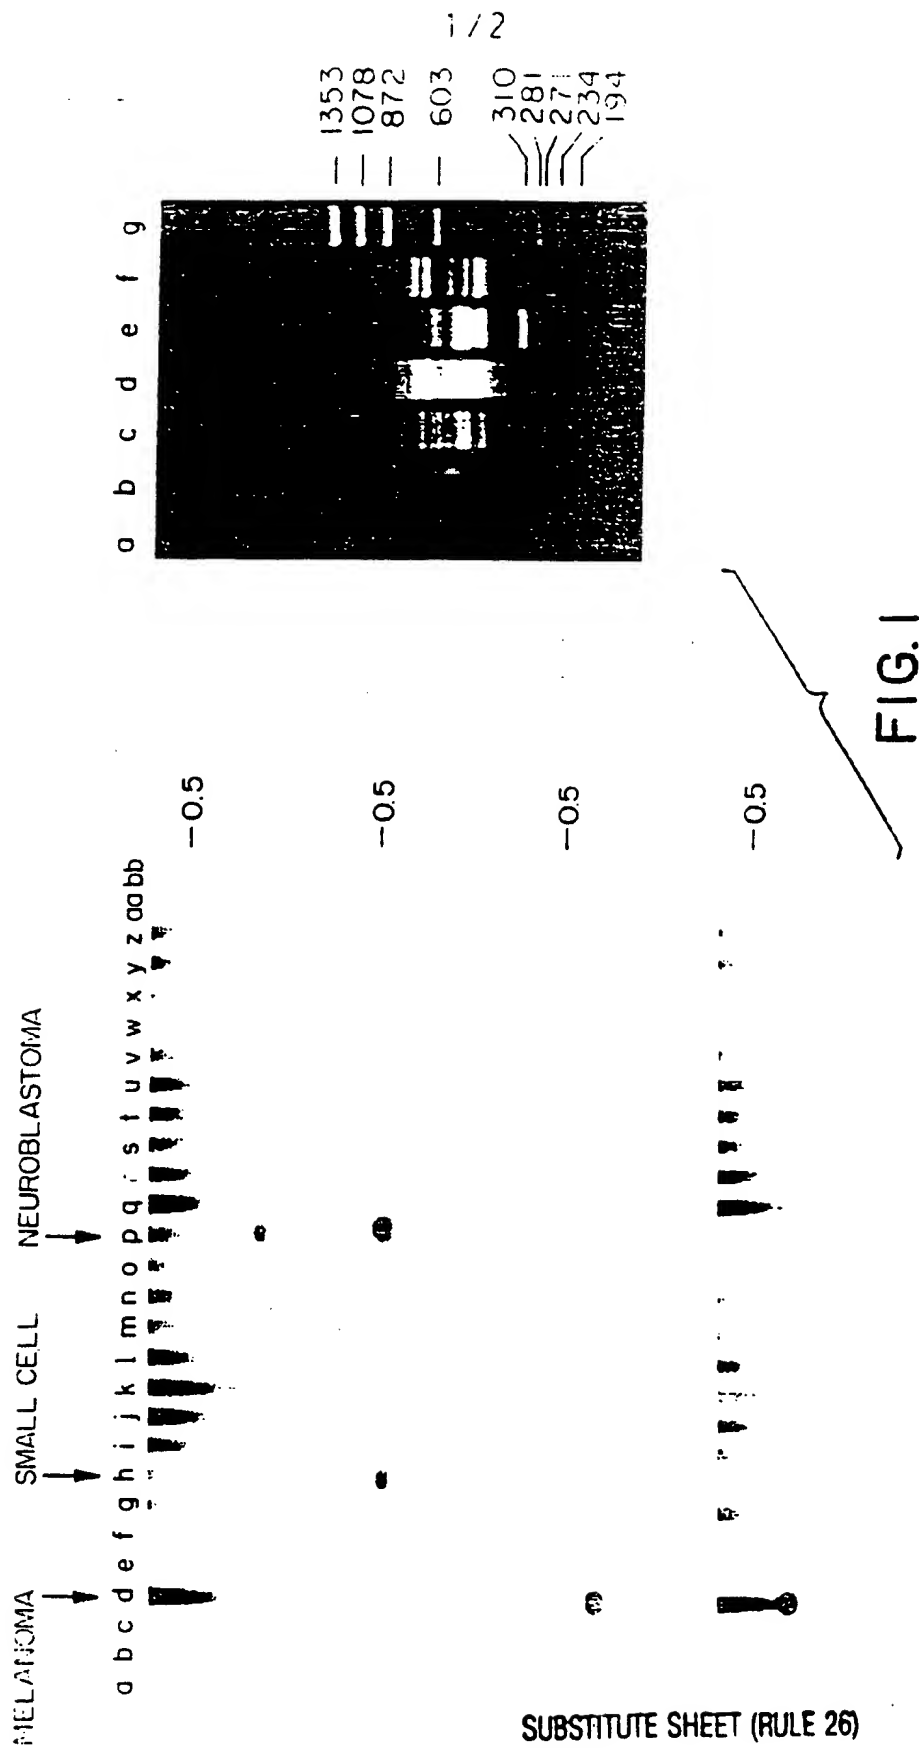 1/2
MELANOMA
SMALL CELL
NEUROBLASTOMA
a b c d e f g h i j k l m n o p q r s t u v w x y z aa bb
-0.5
-0.5
-0.5
-0.5
a b c d e f g
1353
1078
872
603
310
281
271
234
194
FIG. 1
SUBSTITUTE SHEET (RULE 26)